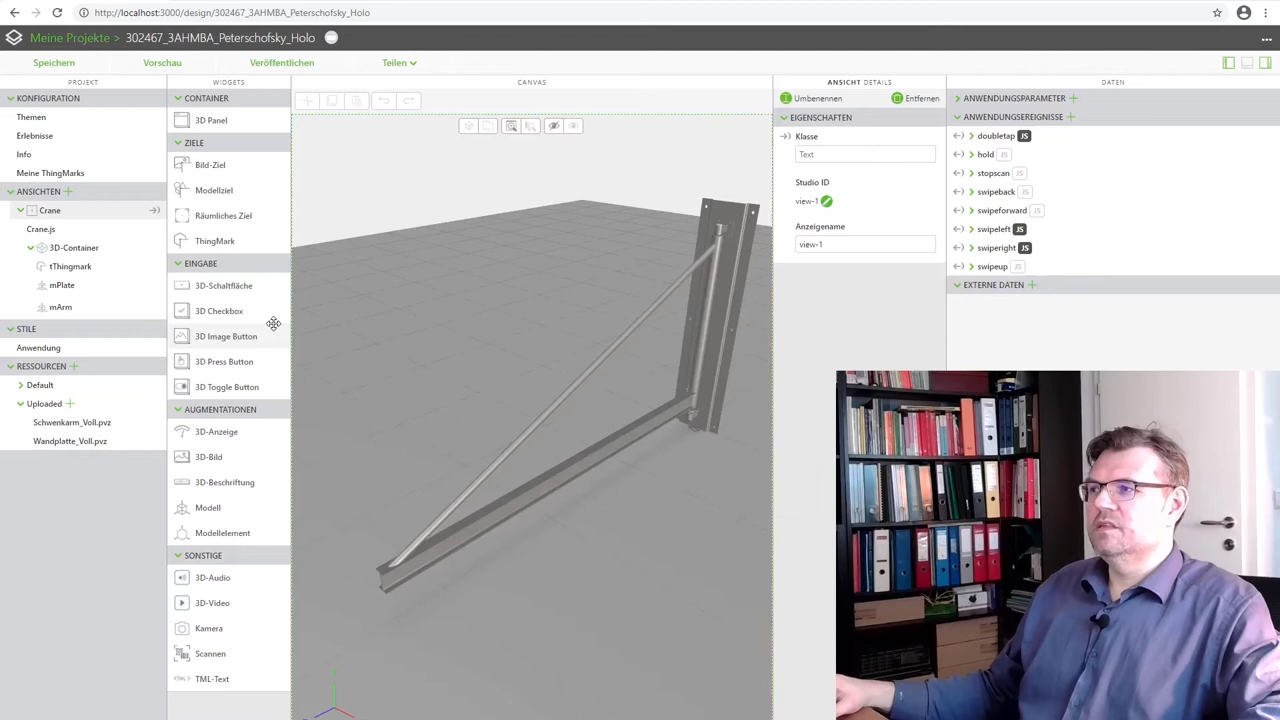 http://localhost:3000/design/302467_3AHMBA_Peterschofsky_Holo
Meine Projekte > 302467_3AHMBA_Peterschofsky_Holo
Speichern
Vorschau
Veröffentlichen
Teilen
PROJEKT
KONFIGURATION
Themen
Erlebnisse
Info
Meine ThingMarks
ANSICHTEN
Crane
Crane.js
3D-Container
tThingmark
mPlate
mArm
STILE
Anwendung
RESSOURCEN
Default
Uploaded
Schwenkarm_Voll.pvz
Wandplatte_Voll.pvz
WIDGETS
CONTAINER
3D Panel
ZIELE
Bild-Ziel
Modellziel
Räumliches Ziel
ThingMark
EINGABE
3D-Schaltfläche
3D Checkbox
3D Image Button
3D Press Button
3D Toggle Button
AUGMENTATIONEN
3D-Anzeige
3D-Bild
3D-Beschriftung
Modell
Modellelement
SONSTIGE
3D-Audio
3D-Video
Kamera
Scannen
TML-Text
CANVAS
ANSICHT DETAILS
Umbenennen
Entfernen
EIGENSCHAFTEN
Klasse
Text
Studio ID
view-1
Anzeigename
view-1
DATEN
ANWENDUNGSPARAMETER
ANWENDUNGSEREIGNISSE
doubletap JS
hold JS
stopscan JS
swipeback JS
swipeforward JS
swipeleft JS
swiperight JS
swipeup JS
EXTERNE DATEN